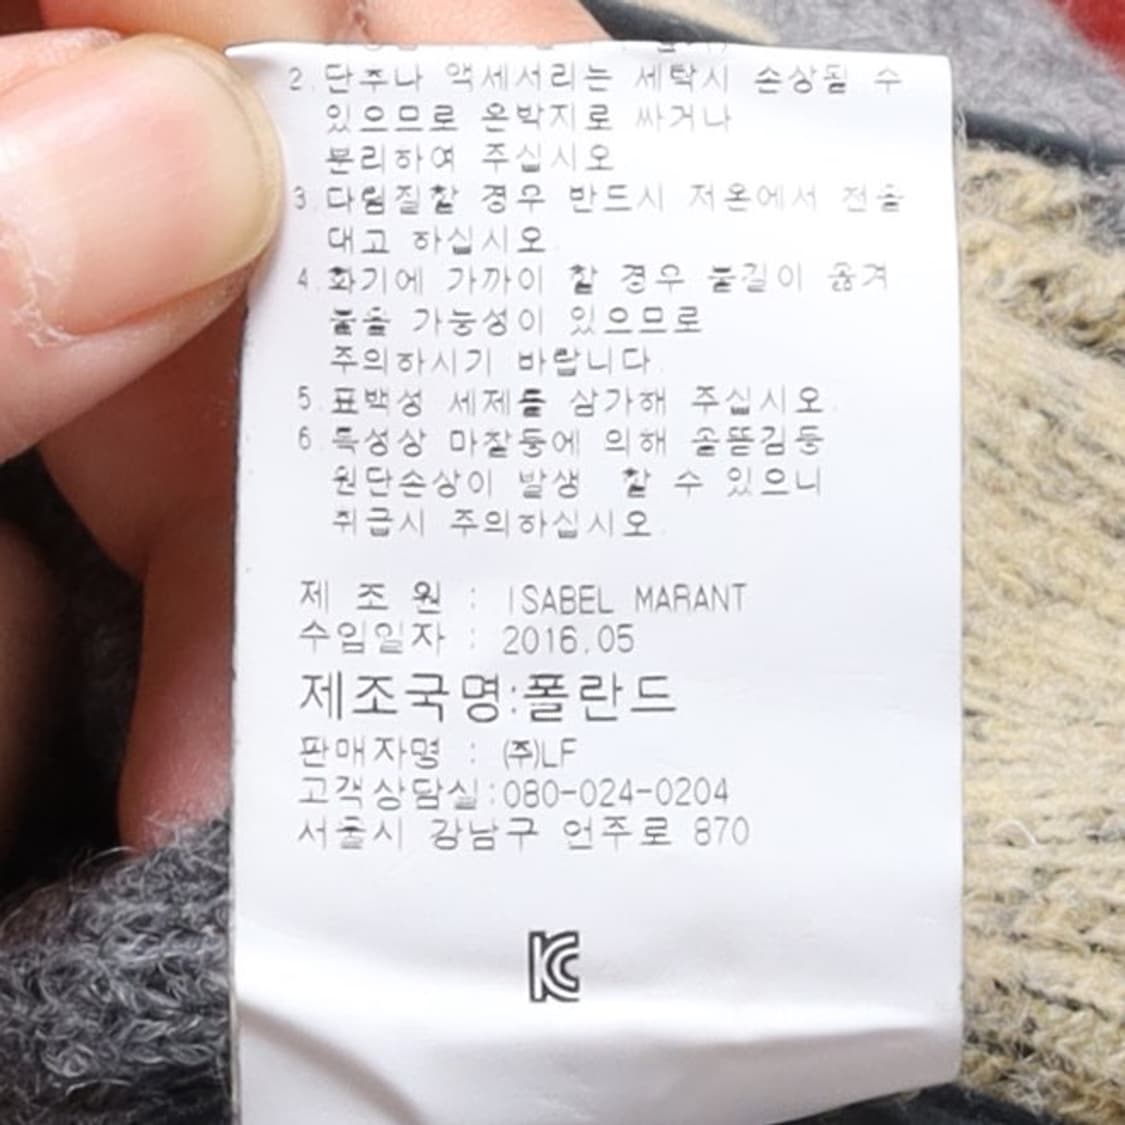 2.단추나 액세서리는 세탁시 손상될 수
있으므로 은박지로 싸거나
분리하여 주십시오
3.다림질할 경우 반드시 저온에서 천을
대고 하십시오.
4.화기에 가까이 할 경우 불길이 옮겨
붙을 가능성이 있으므로
주의하시기 바랍니다.
5.표백성 세제를 삼가해 주십시오.
6.특성상 마찰등에 의해 올뜯김등
원단손상이 발생 할 수 있으니
취급시 주의하십시오.
제 조 원 : ISABEL MARANT
수입일자 : 2016.05
제조국명:폴란드
판매자명 : (주)LF
고객상담실:080-024-0204
서울시 강남구 언주로 870
KC